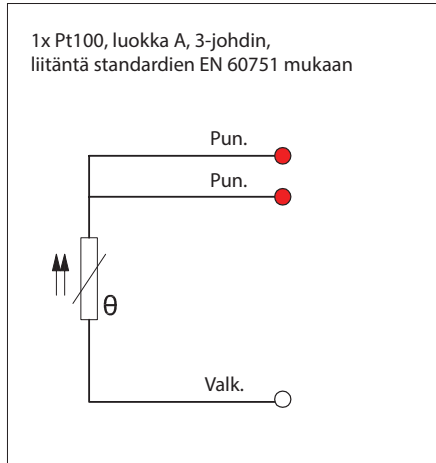 1x Pt100, luokka A, 3-johdin,
liitäntä standardien EN 60751 mukaan
Pun.
Pun.
θ
Valk.